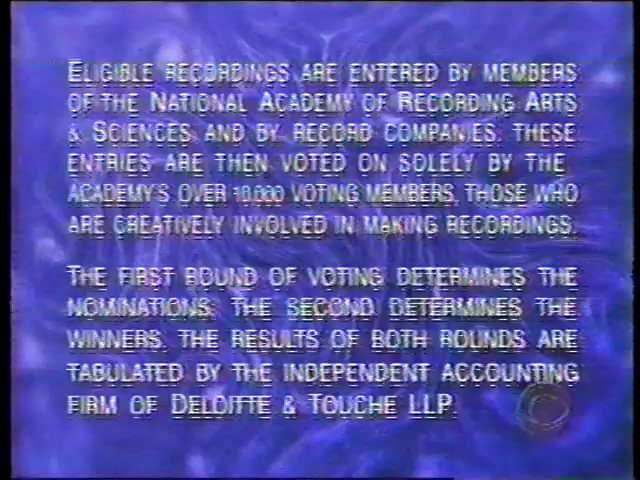 ELIGIBLE RECORDINGS ARE ENTERED BY MEMBERS
OF THE NATIONAL ACADEMY OF RECORDING ARTS
& SCIENCES AND BY RECORD COMPANIES. THESE
ENTRIES ARE THEN VOTED ON SOLELY BY THE
ACADEMY'S OVER 10,000 VOTING MEMBERS, THOSE WHO
ARE CREATIVELY INVOLVED IN MAKING RECORDINGS.
THE FIRST ROUND OF VOTING DETERMINES THE
NOMINATIONS. THE SECOND DETERMINES THE
WINNERS. THE RESULTS OF BOTH ROUNDS ARE
TABULATED BY THE INDEPENDENT ACCOUNTING
FIRM OF DELOITTE & TOUCHE LLP.